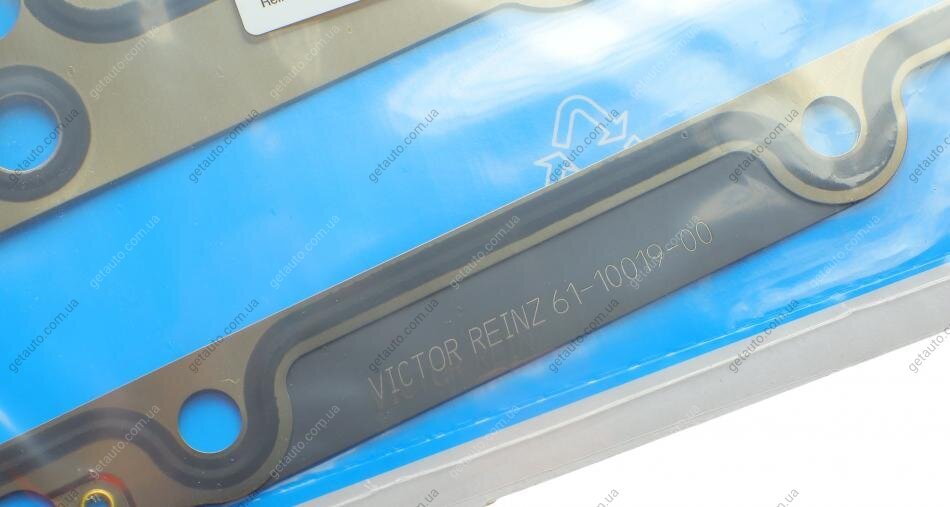 VICTOR REINZ 61-10019-00
getauto.com.ua